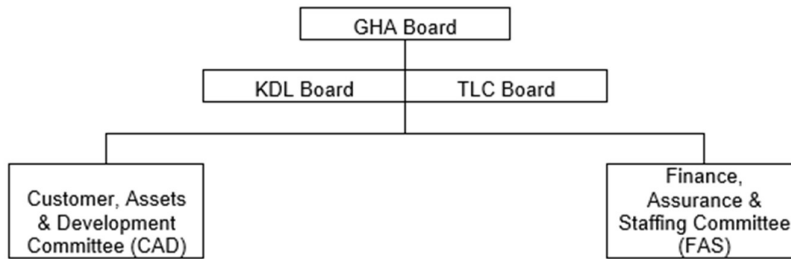 GHA Board
KDL Board
TLC Board
Customer, Assets
& Development
Committee (CAD)
Finance,
Assurance &
Staffing Committee
(FAS)